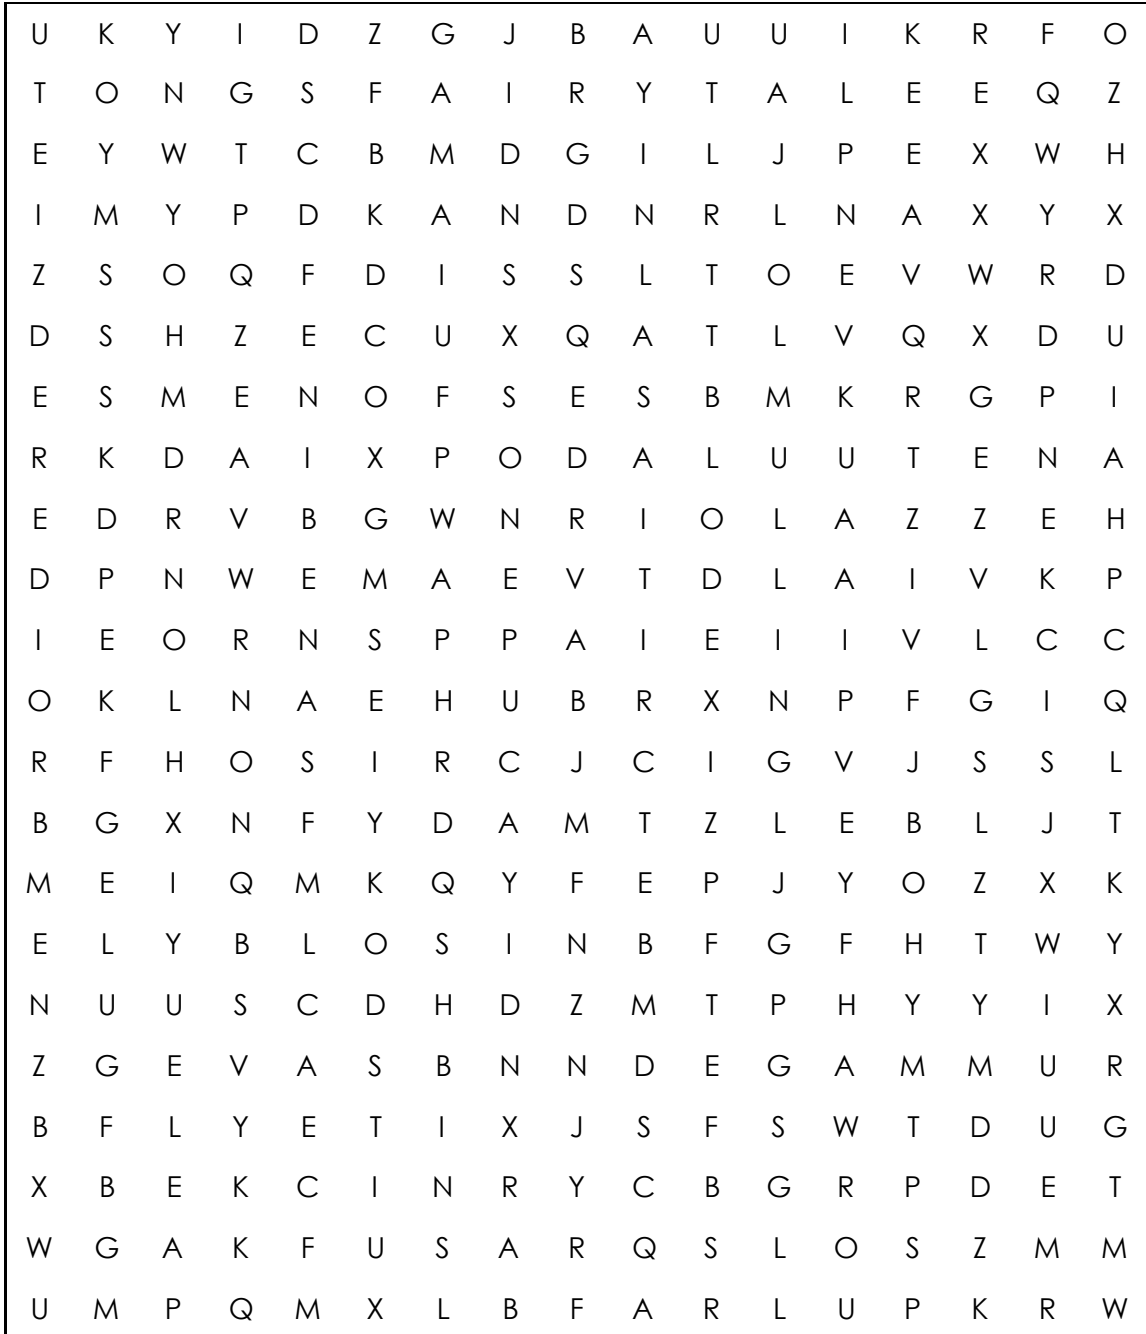 U K Y I D Z G J B A U U I K R F O
T O N G S F A I R Y T A L E E Q Z
E Y W T C B M D G I L J P E X W H
I M Y P D K A N D N R L N A X Y X
Z S O Q F D I S S L T O E V W R D
D S H Z E C U X Q A T L V Q X D U
E S M E N O F S E S B M K R G P I
R K D A I X P O D A L U U T E N A
E D R V B G W N R I O L A Z Z E H
D P N W E M A E V T D L A I V K P
I E O R N S P P A I E I I V L C C
O K L N A E H U B R X N P F G I Q
R F H O S I R C J C I G V J S S L
B G X N F Y D A M T Z L E B L J T
M E I Q M K Q Y F E P J Y O Z X K
E L Y B L O S I N B F G F H T W Y
N U U S C D H D Z M T P H Y Y I X
Z G E V A S B N N D E G A M M U R
B F L Y E T I X J S F S W T D U G
X B E K C I N R Y C B G R P D E T
W G A K F U S A R Q S L O S Z M M
U M P Q M X L B F A R L U P K R W